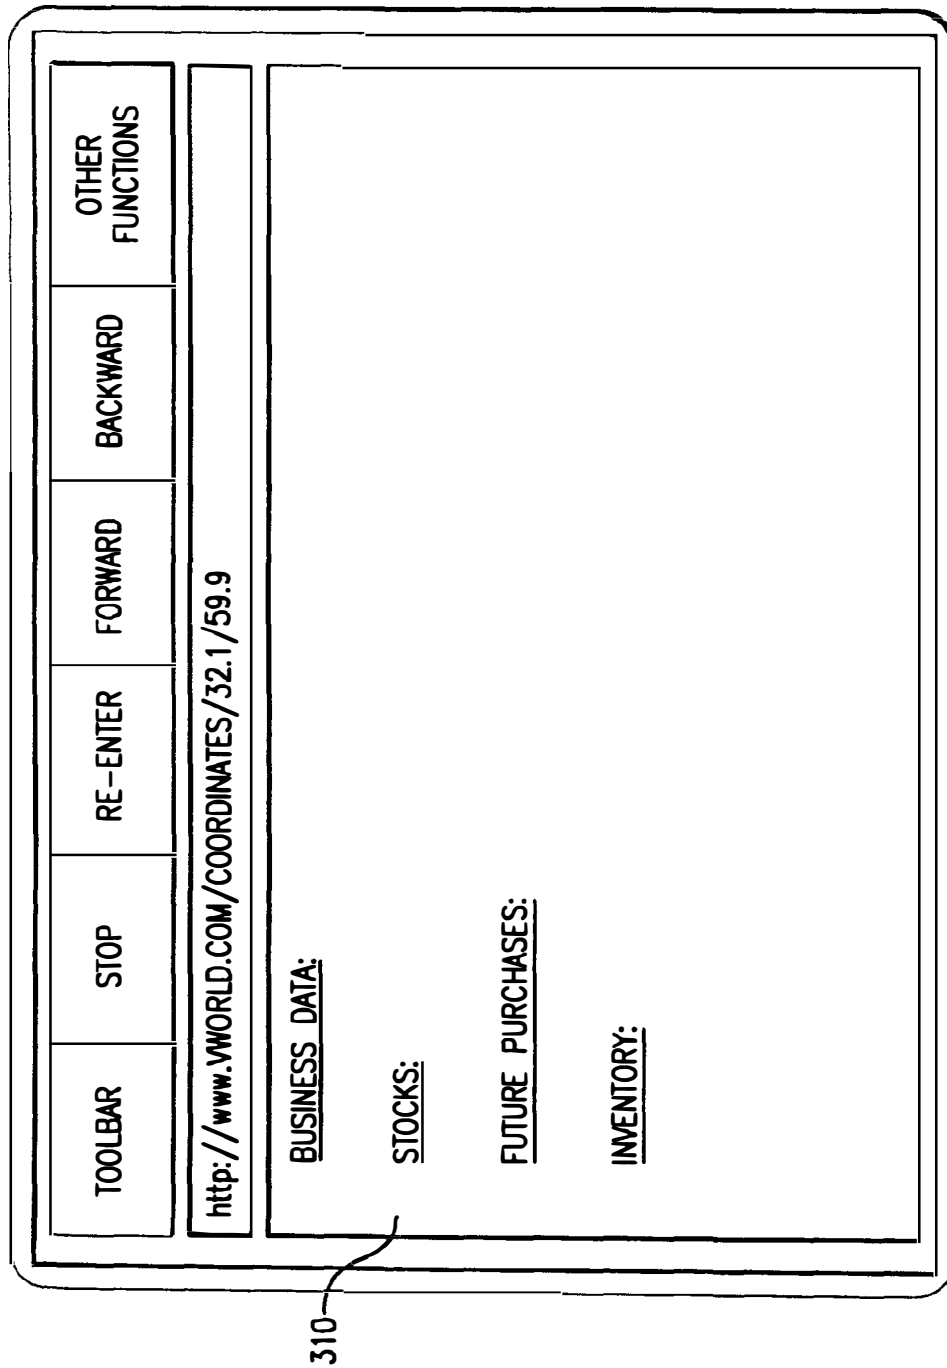 TOOLBAR
STOP
RE-ENTER
FORWARD
BACKWARD
OTHER
FUNCTIONS
http://www.VWORLD.COM/COORDINATES/32.1/59.9
BUSINESS DATA:
STOCKS:
FUTURE PURCHASES:
INVENTORY:
310